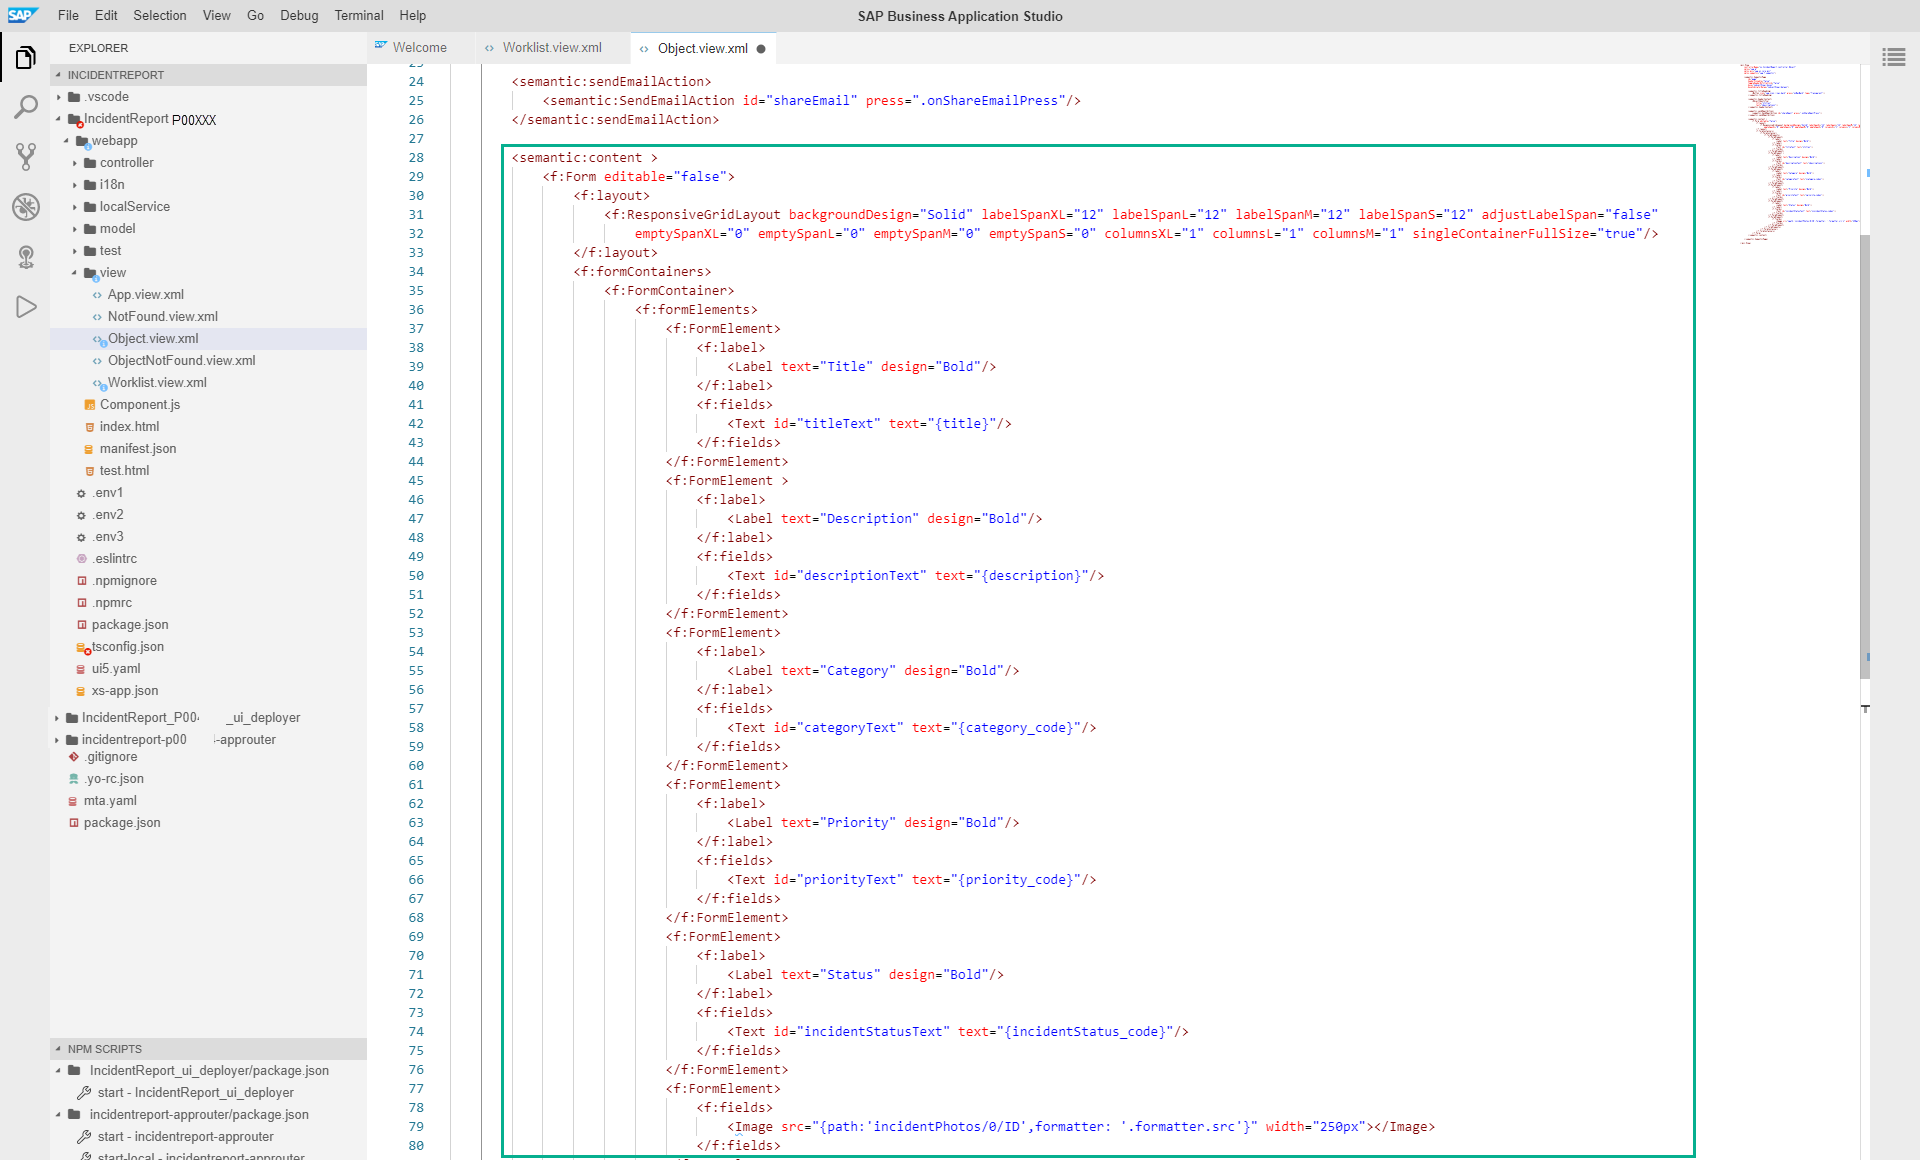 SAP File Edit Selection View Go Debug Terminal Help
SAP Business Application Studio
EXPLORER
INCIDENTREPORT
.vscode
IncidentReport P00XXX
webapp
controller
i18n
localService
model
test
view
App.view.xml
NotFound.view.xml
Object.view.xml
ObjectNotFound.view.xml
Worklist.view.xml
Component.js
index.html
manifest.json
test.html
.env1
.env2
.env3
.eslintrc
.npmignore
.npmrc
package.json
tsconfig.json
ui5.yaml
xs-app.json
IncidentReport_P004 _ui_deployer
incidentreport-p00 -approuter
.gitignore
.yo-rc.json
mta.yaml
package.json
NPM SCRIPTS
IncidentReport_ui_deployer/package.json
start - IncidentReport_ui_deployer
incidentreport-approuter/package.json
start - incidentreport-approuter
start-local - incidentreport-approuter
SAP Welcome Worklist.view.xml Object.view.xml
23
24 <semantic:sendEmailAction>
25 <semantic:SendEmailAction id="shareEmail" press=".onShareEmailPress"/>
26 </semantic:sendEmailAction>
27
28 <semantic:content >
29 <f:Form editable="false">
30 <f:layout>
31 <f:ResponsiveGridLayout backgroundDesign="Solid" labelSpanXL="12" labelSpanL="12" labelSpanM="12" labelSpanS="12" adjustLabelSpan="false"
32 emptySpanXL="0" emptySpanL="0" emptySpanM="0" emptySpanS="0" columnsXL="1" columnsL="1" columnsM="1" singleContainerFullSize="true"/>
33 </f:layout>
34 <f:formContainers>
35 <f:FormContainer>
36 <f:formElements>
37 <f:FormElement>
38 <f:label>
39 <Label text="Title" design="Bold"/>
40 </f:label>
41 <f:fields>
42 <Text id="titleText" text="{title}"/>
43 </f:fields>
44 </f:FormElement>
45 <f:FormElement >
46 <f:label>
47 <Label text="Description" design="Bold"/>
48 </f:label>
49 <f:fields>
50 <Text id="descriptionText" text="{description}"/>
51 </f:fields>
52 </f:FormElement>
53 <f:FormElement>
54 <f:label>
55 <Label text="Category" design="Bold"/>
56 </f:label>
57 <f:fields>
58 <Text id="categoryText" text="{category_code}"/>
59 </f:fields>
60 </f:FormElement>
61 <f:FormElement>
62 <f:label>
63 <Label text="Priority" design="Bold"/>
64 </f:label>
65 <f:fields>
66 <Text id="priorityText" text="{priority_code}"/>
67 </f:fields>
68 </f:FormElement>
69 <f:FormElement>
70 <f:label>
71 <Label text="Status" design="Bold"/>
72 </f:label>
73 <f:fields>
74 <Text id="incidentStatusText" text="{incidentStatus_code}"/>
75 </f:fields>
76 </f:FormElement>
77 <f:FormElement>
78 <f:fields>
79 <Image src="{path:'incidentPhotos/0/ID',formatter: '.formatter.src'}" width="250px"></Image>
80 </f:fields>